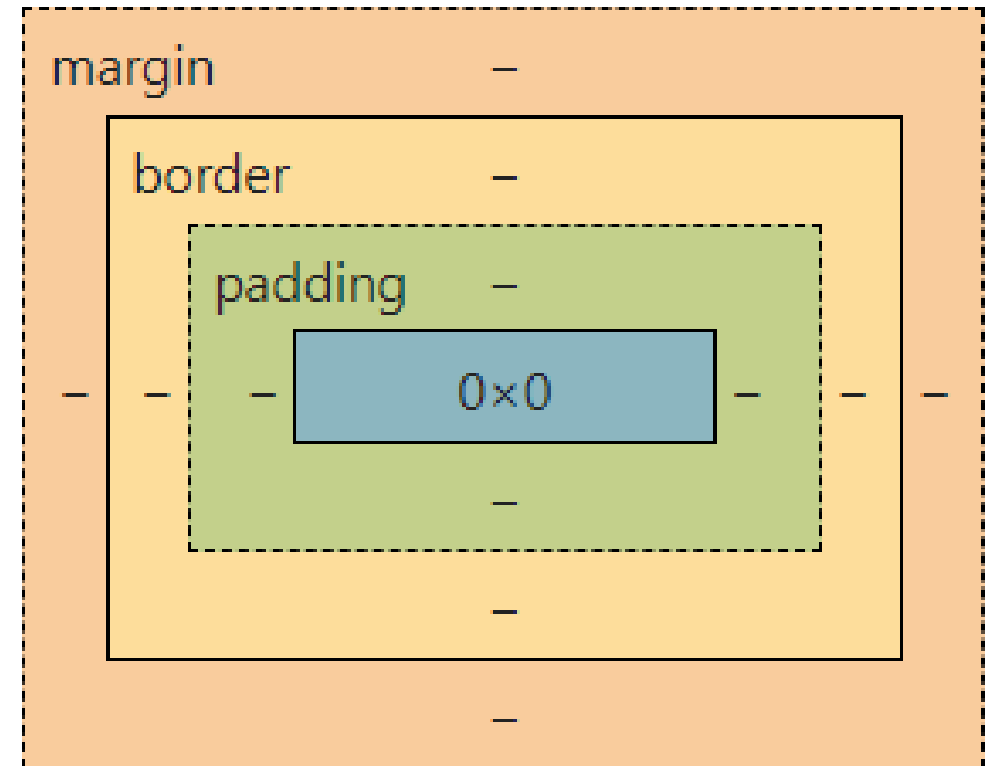 margin –
border –
padding –
– – – 0×0 – – –
–
–
–